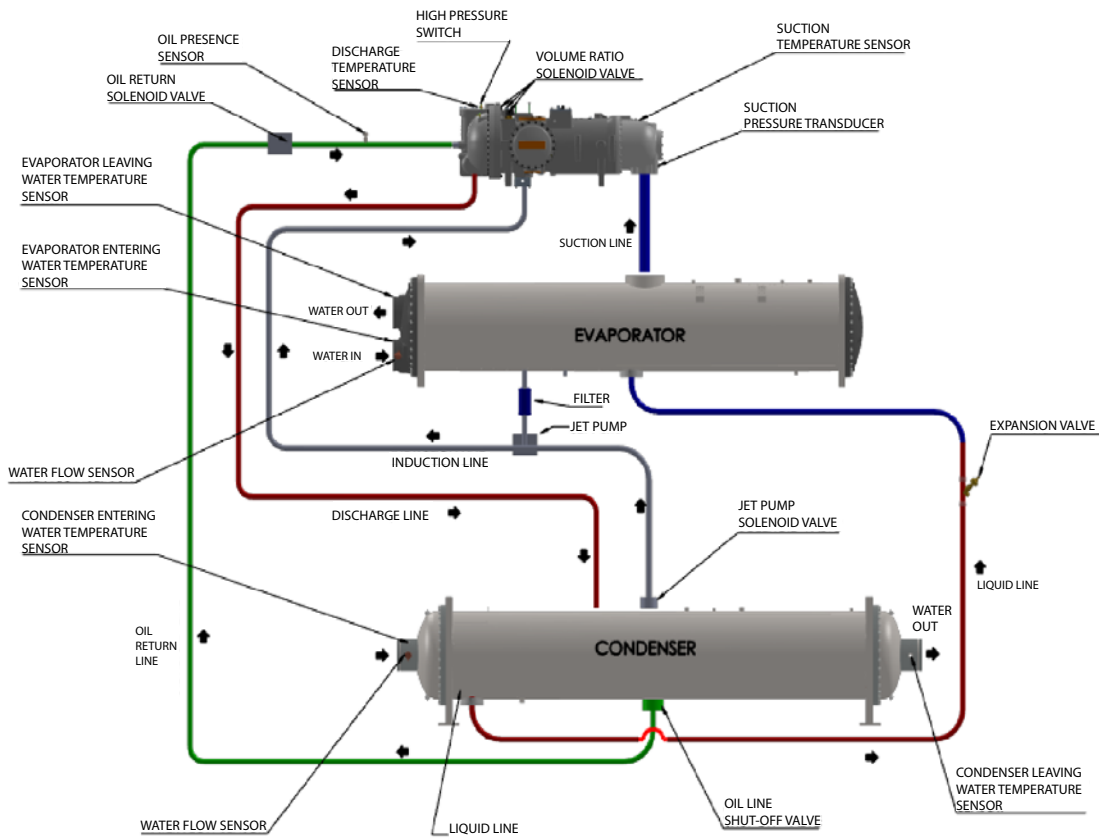 HIGH PRESSURE
SWITCH
OIL PRESENCE
SENSOR
DISCHARGE
TEMPERATURE
SENSOR
VOLUME RATIO
SOLENOID VALVE
SUCTION
TEMPERATURE SENSOR
OIL RETURN
SOLENOID VALVE
SUCTION
PRESSURE TRANSDUCER
EVAPORATOR LEAVING
WATER TEMPERATURE
SENSOR
SUCTION LINE
EVAPORATOR ENTERING
WATER TEMPERATURE
SENSOR
WATER OUT
EVAPORATOR
WATER IN
FILTER
JET PUMP
EXPANSION VALVE
INDUCTION LINE
WATER FLOW SENSOR
CONDENSER ENTERING
WATER TEMPERATURE
SENSOR
DISCHARGE LINE
JET PUMP
SOLENOID VALVE
LIQUID LINE
WATER
OUT
OIL
RETURN
LINE
CONDENSER
CONDENSER LEAVING
WATER TEMPERATURE
SENSOR
OIL LINE
SHUT-OFF VALVE
WATER FLOW SENSOR
LIQUID LINE